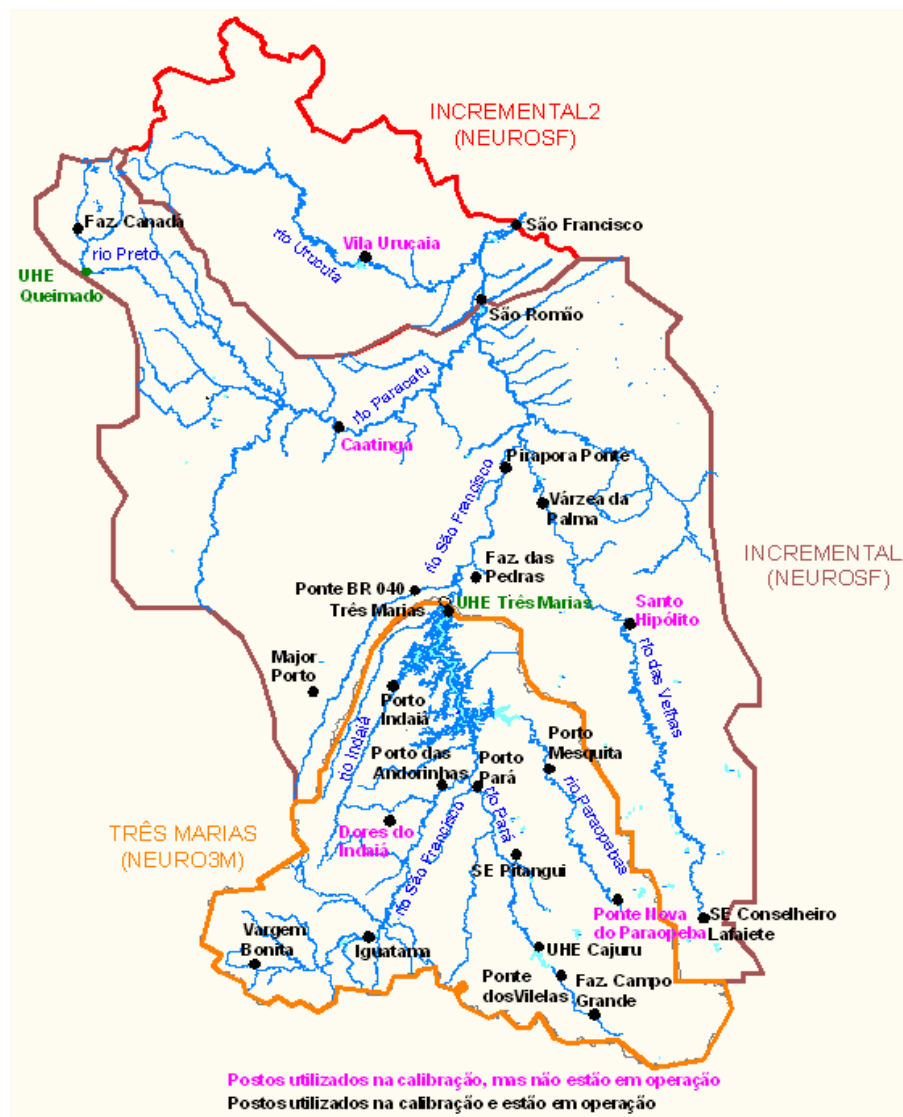 INCREMENTAL2
(NEUROSF)
Faz. Canadá
São Francisco
Vila Urucaia
rio Urucuia
rio Preto
UHE
Queimado
São Romão
rio Paracatu
Caatinga
Pirapora Ponte
Várzea da
Palma
rio São Francisco
INCREMENTAL
(NEUROSF)
Faz. das
Pedras
Ponte BR 040
Três Marias
UHE Três Marias
Santo
Hipólito
rio das Velhas
Major
Porto
Porto
Indaiá
rio Indaiá
Porto das
Andorinhas
Porto
Pará
Porto
Mesquita
rio Pará
rio Paraopebas
TRÊS MARIAS
(NEURO3M)
Dores do
Indaiá
rio São Francisco
SE Pitangui
Ponte Nova
do Paraopeba
SE Conselheiro
Lafaiete
Vargem
Bonita
Iguatama
UHE Cajuru
Ponte
dos Vilelas
Faz. Campo
Grande
Postos utilizados na calibração, mas não estão em operação
Postos utilizados na calibração e estão em operação